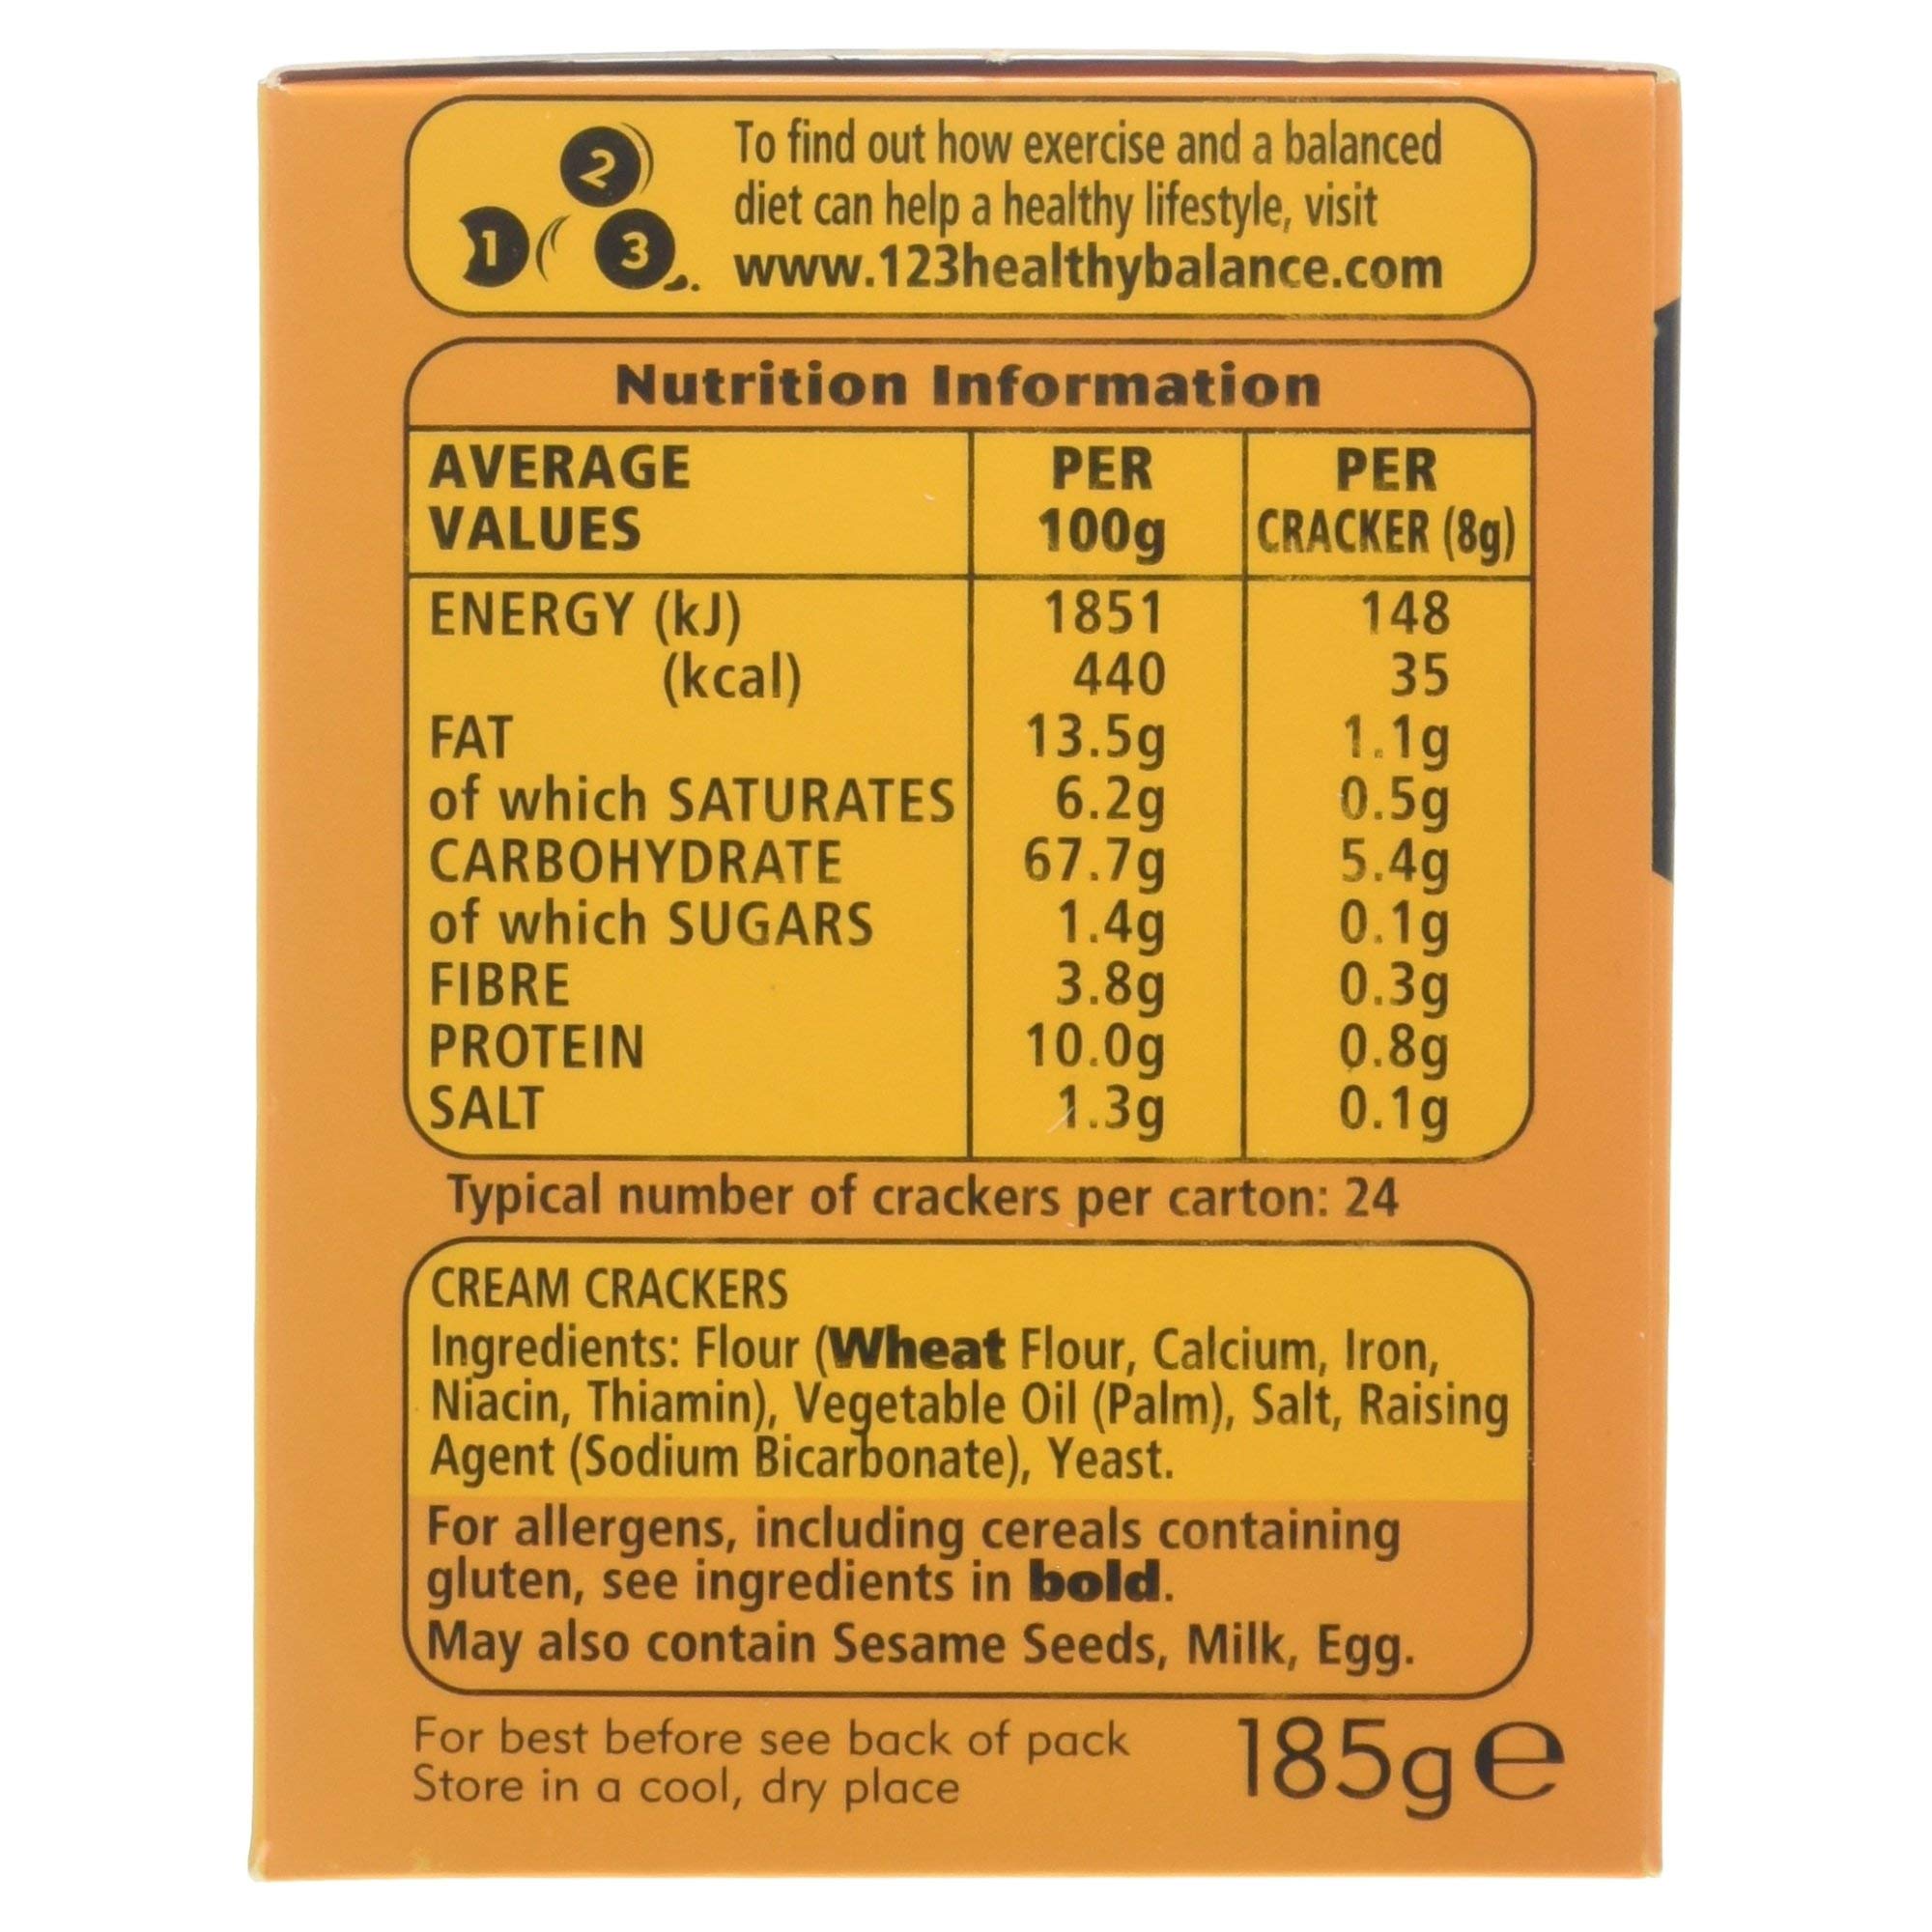 2
1
3
To find out how exercise and a balanced
diet can help a healthy lifestyle, visit
www.123healthybalance.com
Nutrition Information
AVERAGE VALUES PER 100g PER CRACKER (8g)
ENERGY (kJ) 1851 148
(kcal) 440 35
FAT 13.5g 1.1g
of which SATURATES 6.2g 0.5g
CARBOHYDRATE 67.7g 5.4g
of which SUGARS 1.4g 0.1g
FIBRE 3.8g 0.3g
PROTEIN 10.0g 0.8g
SALT 1.3g 0.1g
Typical number of crackers per carton: 24
CREAM CRACKERS
Ingredients: Flour (Wheat Flour, Calcium, Iron,
Niacin, Thiamin), Vegetable Oil (Palm), Salt, Raising
Agent (Sodium Bicarbonate), Yeast.
For allergens, including cereals containing
gluten, see ingredients in bold.
May also contain Sesame Seeds, Milk, Egg.
For best before see back of pack
Store in a cool, dry place
185g℮